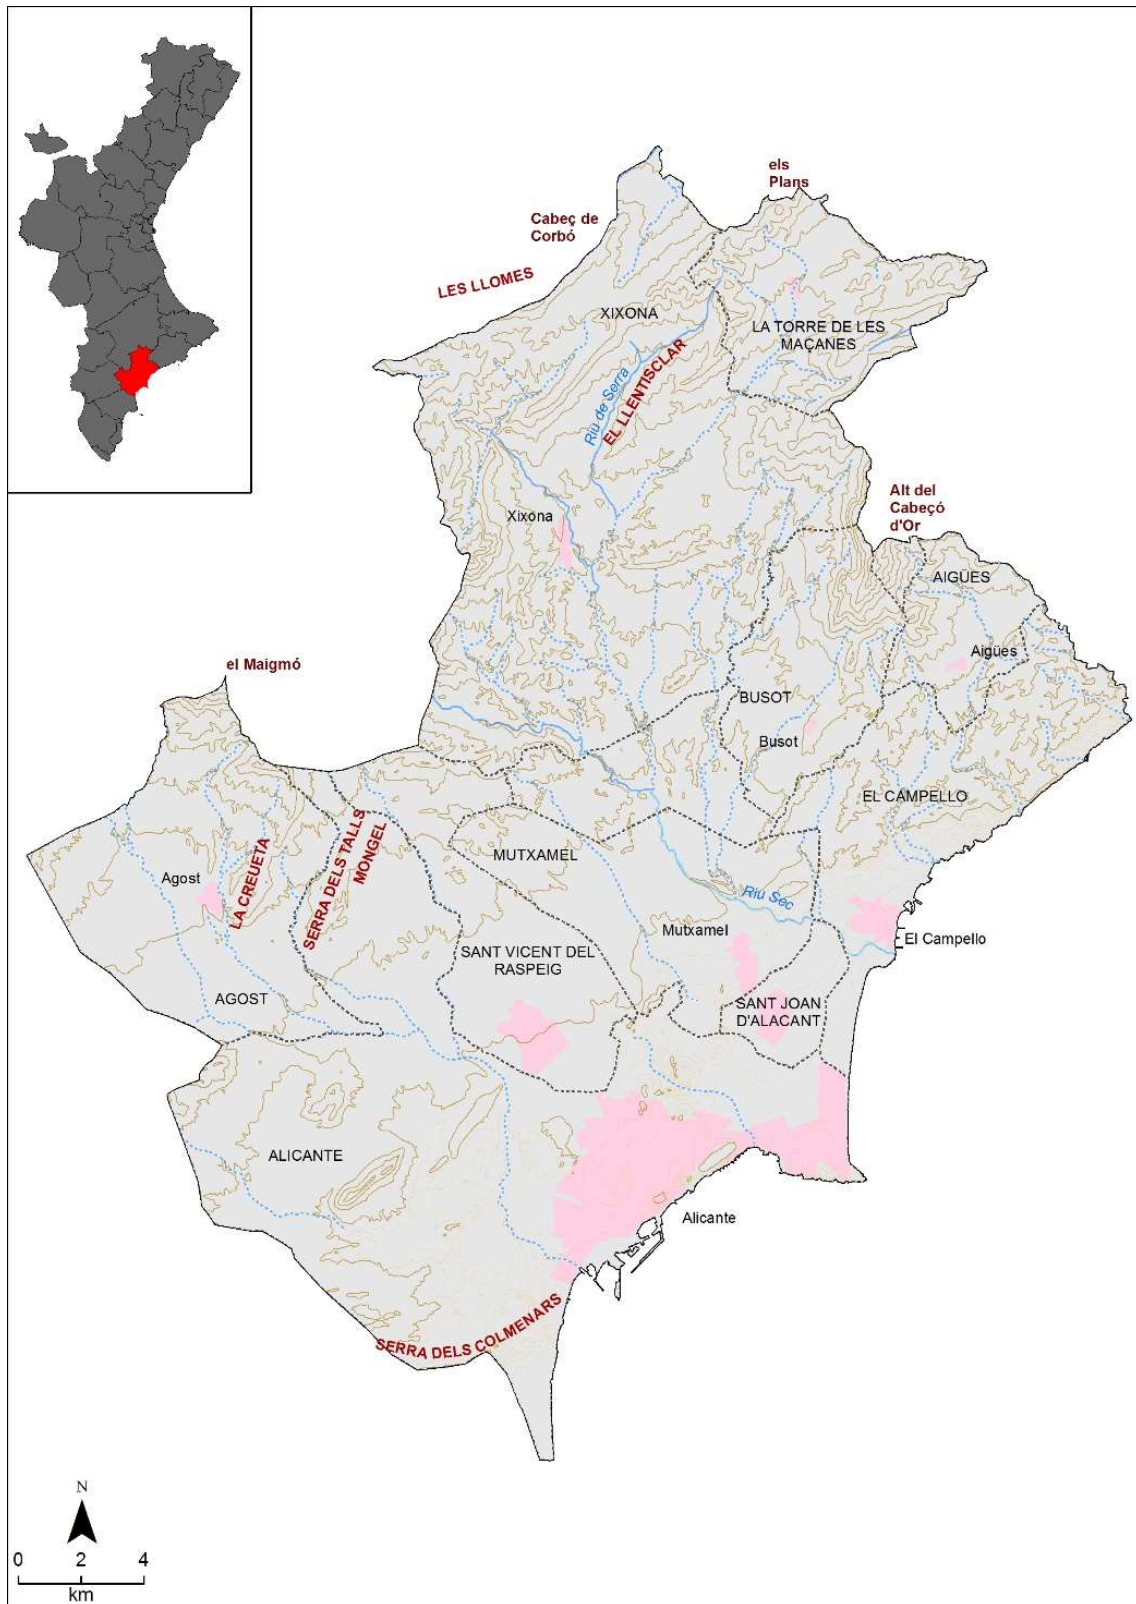 els
Plans
Cabeç de
Corbó
LES LLOMES
XIXONA
LA TORRE DE LES
MAÇANES
Riu de Serra
EL LLENTISCLAR
Alt del
Cabeçó
d'Or
Xixona
AIGÜES
Aigües
el Maigmó
BUSOT
Busot
EL CAMPELLO
SERRA DELS TALLS
MONGEL
LA CREUETA
MUTXAMEL
Agost
Riu Sec
Mutxamel
El Campello
SANT VICENT DEL
RASPEIG
AGOST
SANT JOAN
D'ALACANT
ALICANTE
Alicante
SERRA DELS COLMENARS
N
0 2 4
km